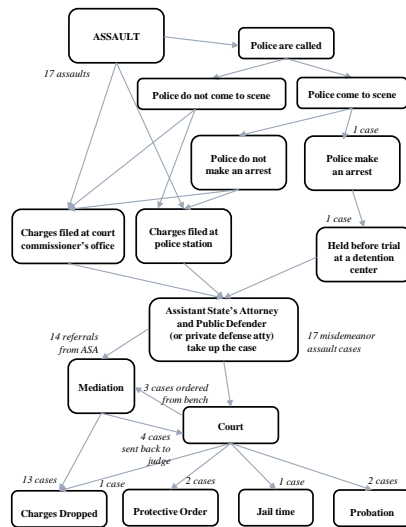 ASSAULT
Police are called
17 assaults
Police do not come to scene
Police come to scene
1 case
Police do not
make an arrest
Police make
an arrest
1 case
Charges filed at court
commissioner's office
Charges filed at
police station
Held before trial
at a detention
center
Assistant State's Attorney
and Public Defender
(or private defense atty)
take up the case
14 referrals
from ASA
17 misdemeanor
assault cases
Mediation
3 cases ordered
from bench
Court
4 cases
sent back to
judge
13 cases
1 case
2 cases
1 case
2 cases
Charges Dropped
Protective Order
Jail time
Probation